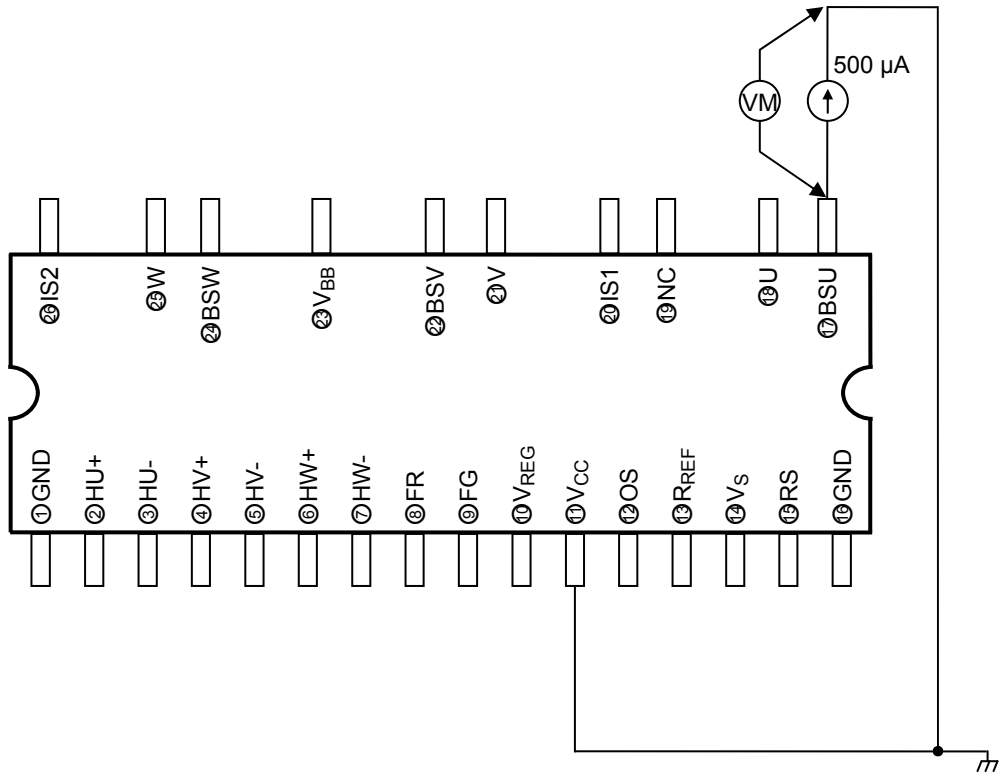 500 µA
VM
㉖IS2
㉕W
㉔BSW
㉓VBB
㉒BSV
㉑V
⑳IS1
⑲NC
⑱U
⑰BSU
①GND
②HU+
③HU-
④HV+
⑤HV-
⑥HW+
⑦HW-
⑧FR
⑨FG
⑩VREG
⑪VCC
⑫OS
⑬RREF
⑭VS
⑮RS
⑯GND